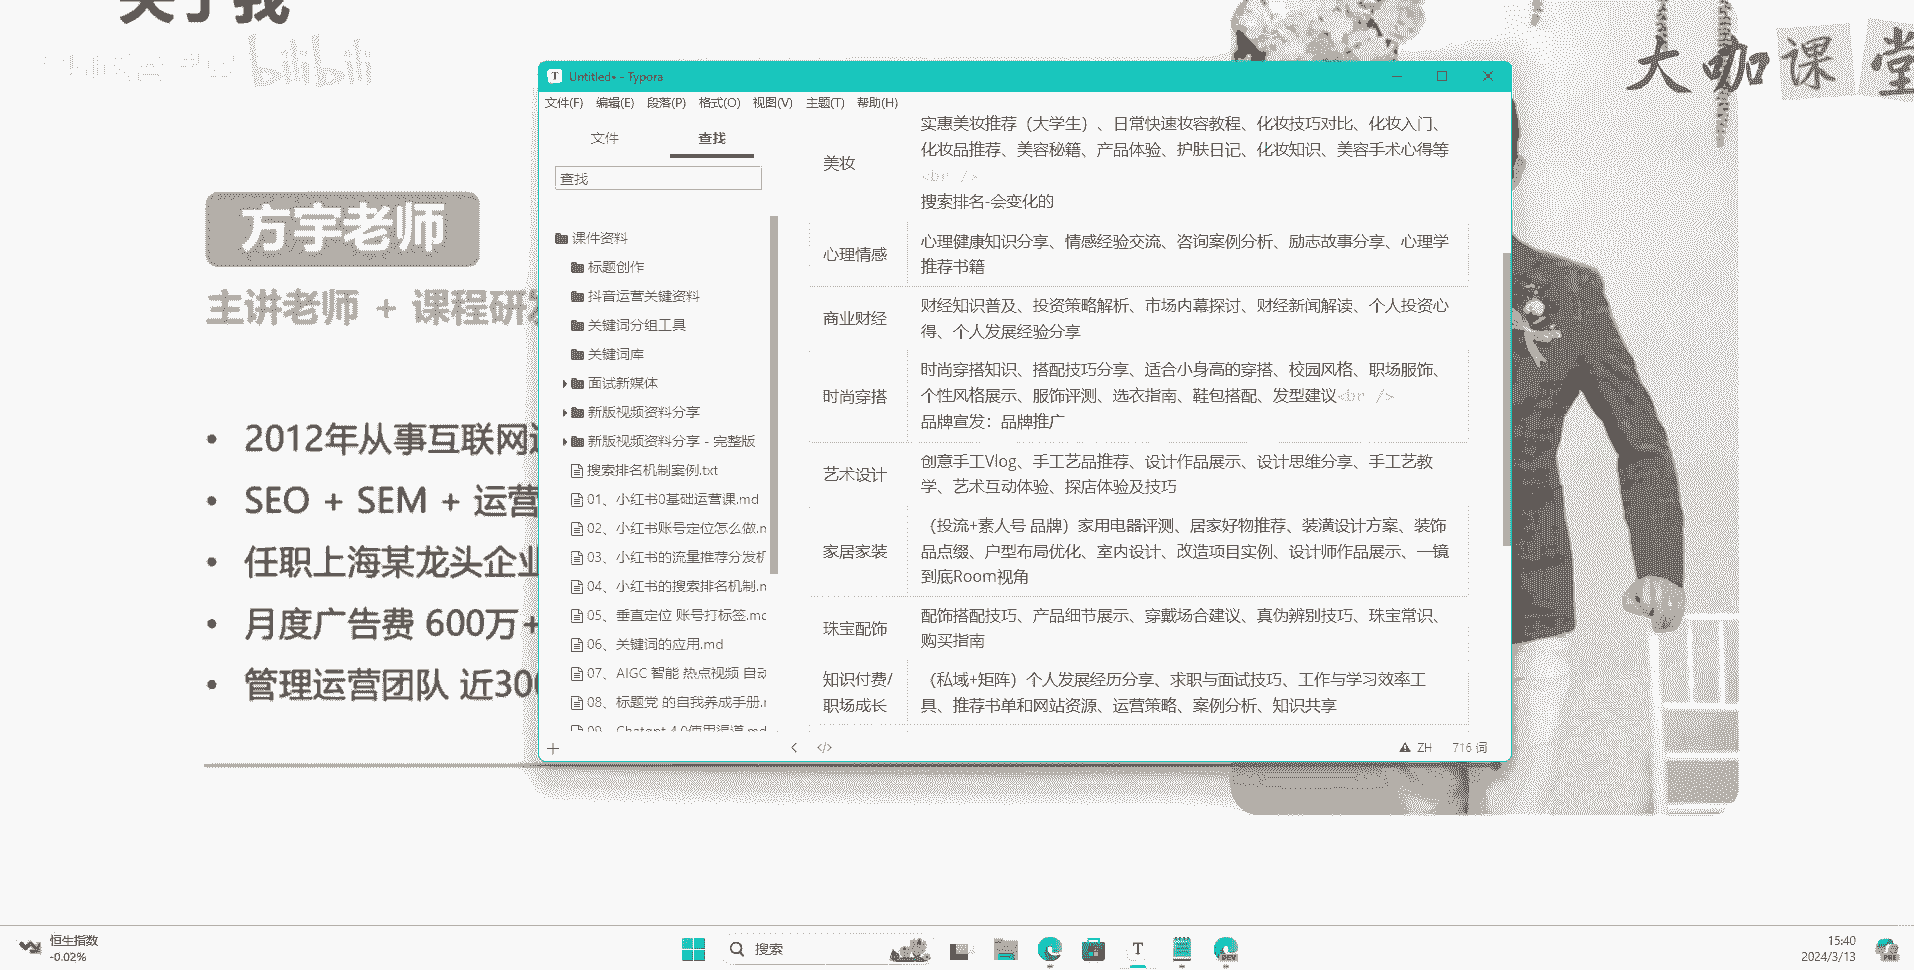 关于我
bilibili
大咖课堂
方宇老师
主讲老师 + 课程研发
2012年从事互联网运
SEO + SEM + 运营
任职上海某龙头企业
月度广告费 600万+
管理运营团队 近300
Untitled• - Typora
文件(F) 编辑(E) 段落(P) 格式(O) 视图(V) 主题(T) 帮助(H)
文件 查找
查找
课件资料
标题创作
抖音运营关键资料
关键词分组工具
关键词库
面试新媒体
新版视频资料分享
新版视频资料分享 - 完整版
搜索排名机制案例.txt
01、小红书0基础运营课.md
02、小红书账号定位怎么做.m
03、小红书的流量推荐分发机
04、小红书的搜索排名机制.m
05、垂直定位 账号打标签.md
06、关键词的应用.md
07、AIGC 智能 热点视频 自动
08、标题党 的自我养成手册.m
09、Chatgpt 4.0使用渠道.md
美妆
实惠美妆推荐（大学生）、日常快速妆容教程、化妆技巧对比、化妆入门、
化妆品推荐、美容秘籍、产品体验、护肤日记、化妆知识、美容手术心得等
<br />
搜索排名-会变化的
心理情感
心理健康知识分享、情感经验交流、咨询案例分析、励志故事分享、心理学
推荐书籍
商业财经
财经知识普及、投资策略解析、市场内幕探讨、财经新闻解读、个人投资心
得、个人发展经验分享
时尚穿搭
时尚穿搭知识、搭配技巧分享、适合小身高的穿搭、校园风格、职场服饰、
个性风格展示、服饰评测、选衣指南、鞋包搭配、发型建议<br />
品牌宣发：品牌推广
艺术设计
创意手工Vlog、手工艺品推荐、设计作品展示、设计思维分享、手工艺教
学、艺术互动体验、探店体验及技巧
家居家装
（投流+素人号 品牌）家用电器评测、居家好物推荐、装潢设计方案、装饰
品点缀、户型布局优化、室内设计、改造项目实例、设计师作品展示、一镜
到底Room视角
珠宝配饰
配饰搭配技巧、产品细节展示、穿戴场合建议、真伪辨别技巧、珠宝常识、
购买指南
知识付费/
职场成长
（私域+矩阵）个人发展经历分享、求职与面试技巧、工作与学习效率工
具、推荐书单和网站资源、运营策略、案例分析、知识共享
ZH 716 词
恒生指数
-0.02%
搜索
15:40
2024/3/13